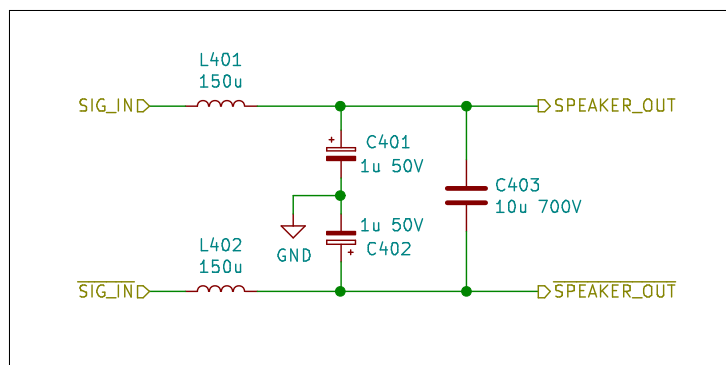 L401
150u
SIG_IN
SPEAKER_OUT
+
C401
1u 50V
C403
10u 700V
1u 50V
C402
+
GND
L402
150u
SIG_IN
SPEAKER_OUT